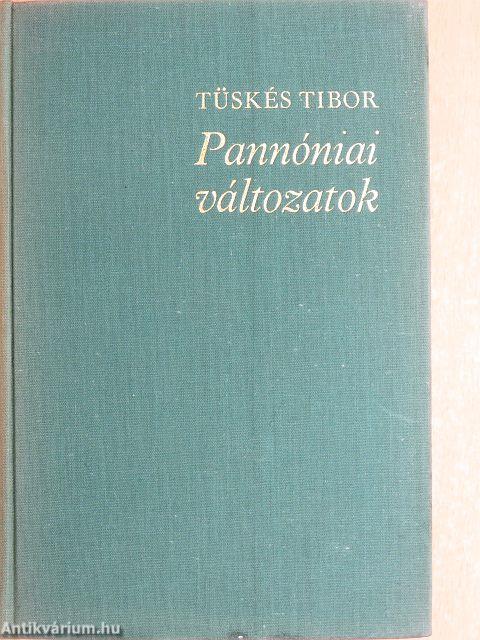 TÜSKÉS TIBOR
Pannóniai
változatok
Antikvárium.hu